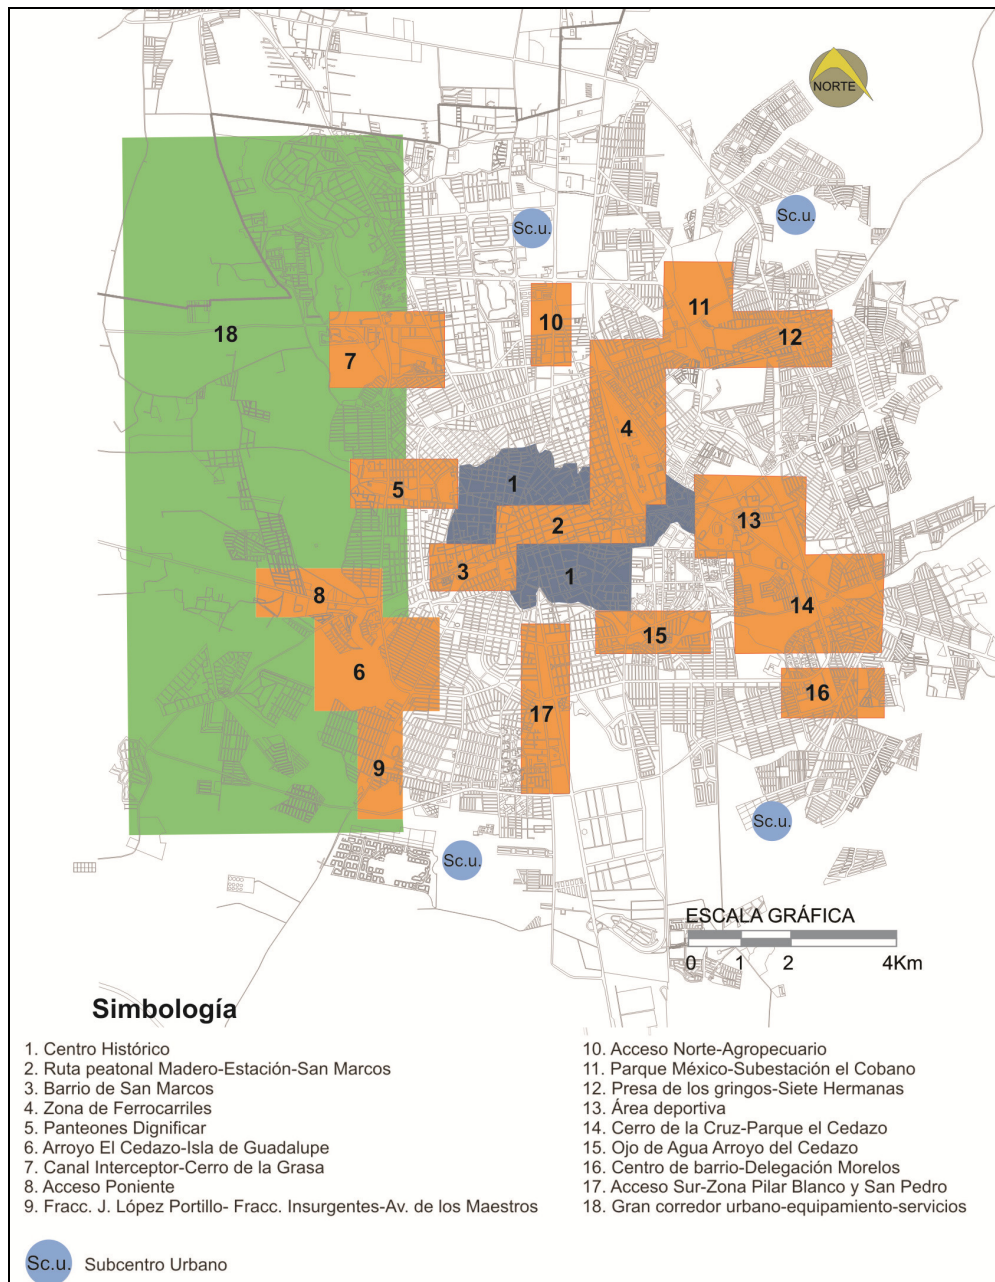 NORTE
Sc.u.
Sc.u.
11
10
12
18
7
4
1
5
13
2
3
1
8
14
15
6
16
17
9
Sc.u.
Sc.u.
ESCALA GRÁFICA
0 1 2 4Km
Simbología
1. Centro Histórico
2. Ruta peatonal Madero-Estación-San Marcos
3. Barrio de San Marcos
4. Zona de Ferrocarriles
5. Panteones Dignificar
6. Arroyo El Cedazo-Isla de Guadalupe
7. Canal Interceptor-Cerro de la Grasa
8. Acceso Poniente
9. Fracc. J. López Portillo- Fracc. Insurgentes-Av. de los Maestros
10. Acceso Norte-Agropecuario
11. Parque México-Subestación el Cobano
12. Presa de los gringos-Siete Hermanas
13. Área deportiva
14. Cerro de la Cruz-Parque el Cedazo
15. Ojo de Agua Arroyo del Cedazo
16. Centro de barrio-Delegación Morelos
17. Acceso Sur-Zona Pilar Blanco y San Pedro
18. Gran corredor urbano-equipamiento-servicios
Sc.u. Subcentro Urbano